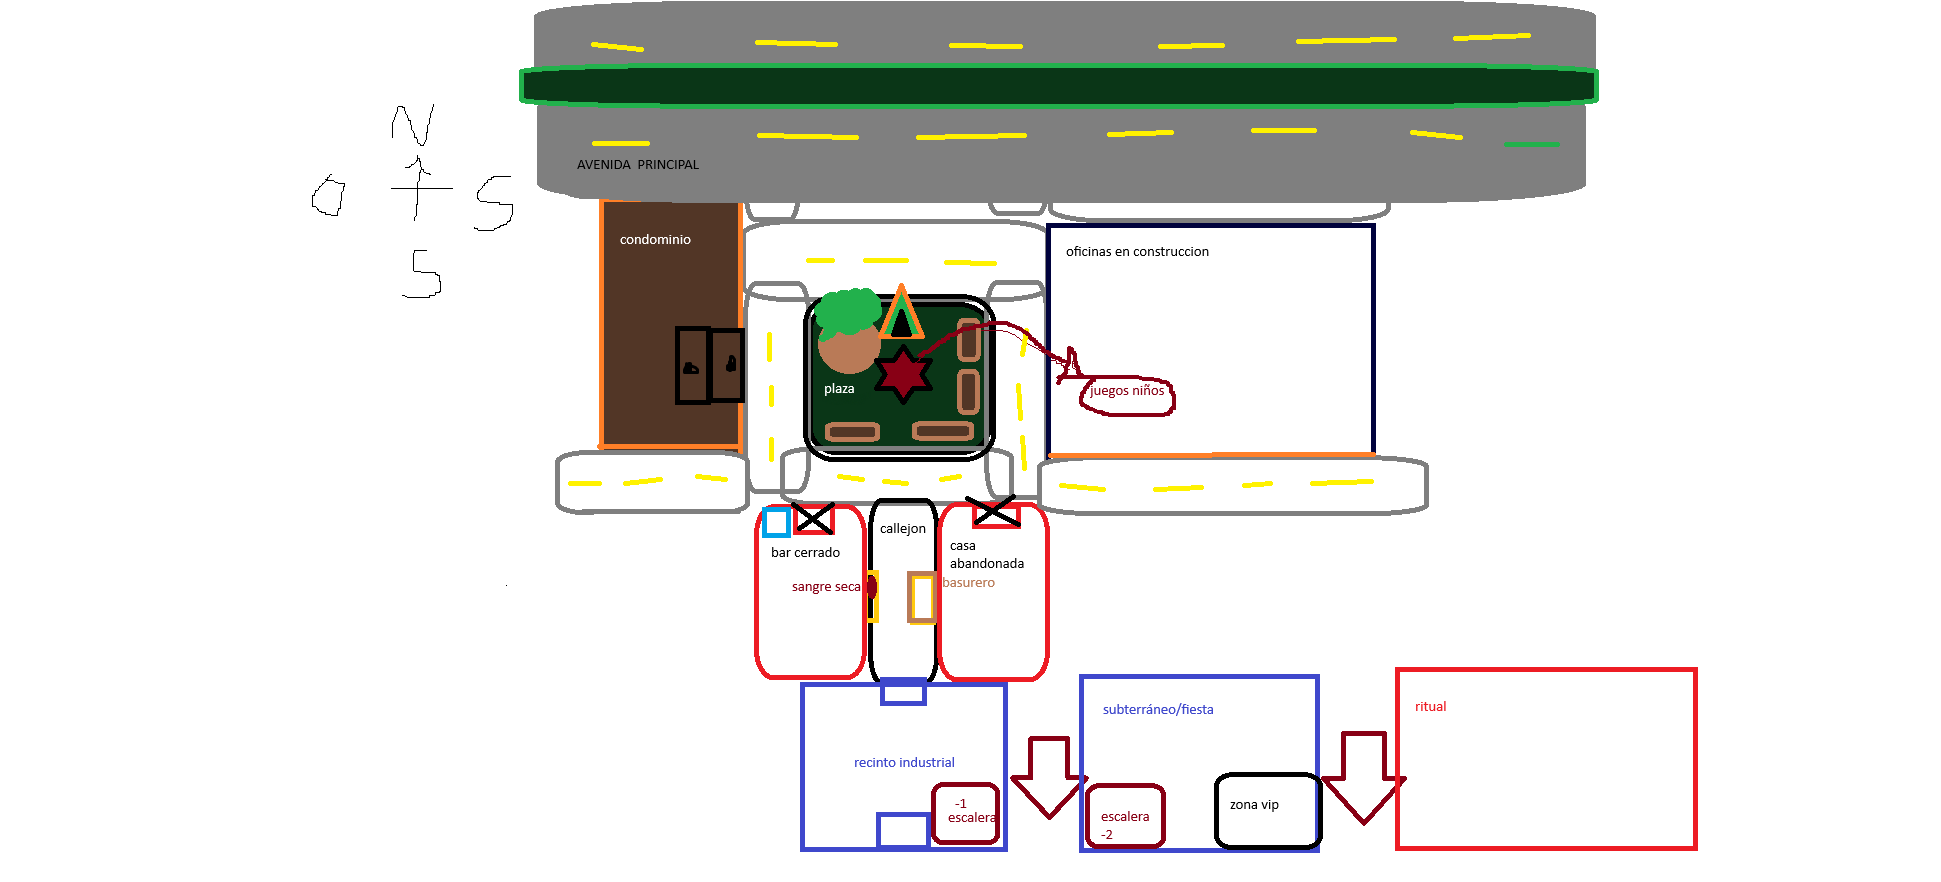 AVENIDA PRINCIPAL
N
O
S
S
condominio
oficinas en construccion
plaza
juegos niños
callejon
bar cerrado
casa
abandonada
sangre seca
basurero
recinto industrial
-1
escalera
subterráneo/fiesta
escalera
-2
zona vip
ritual